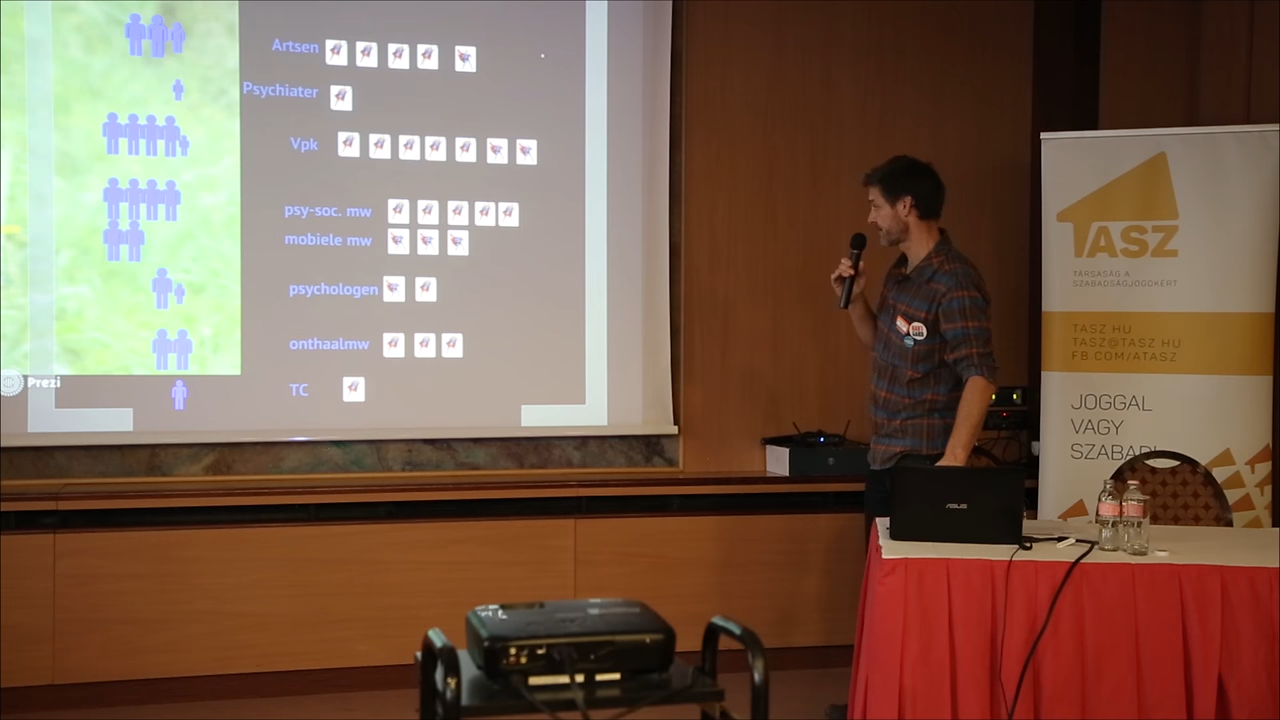 Artsen
Psychiater
Vpk
psy-soc. mw
mobiele mw
psychologen
onthaalmw
TC
Prezi
TASZ
TÁRSASÁG A
SZABADSÁGJOGOKÉRT
TASZ.HU
TASZ@TASZ.HU
FB.COM/ATASZ
JOGGAL
VAGY
ASUS